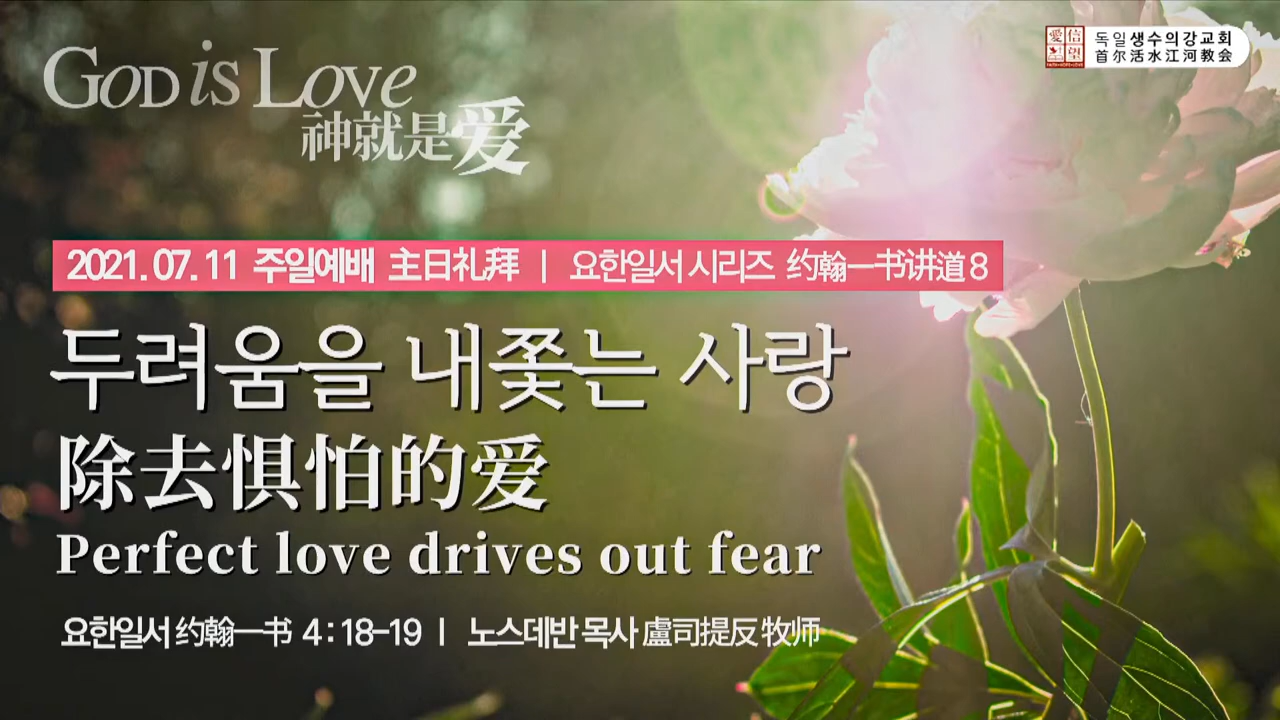 GOD is LOVE
神就是爱
愛信
望
독일생수의강교회
首尔活水江河教会
2021.07.11 주일예배 主日礼拜 | 요한일서 시리즈 约翰一书讲道 8
두려움을 내쫓는 사랑
除去惧怕的爱
Perfect love drives out fear
요한일서 约翰一书 4:18-19 | 노스데반 목사 盧司提反 牧师